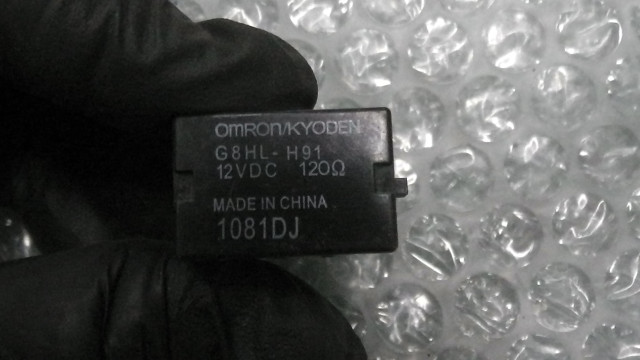 OMRON/KYODEN
G8HL-H91
12VDC 120Ω
MADE IN CHINA
1081DJ